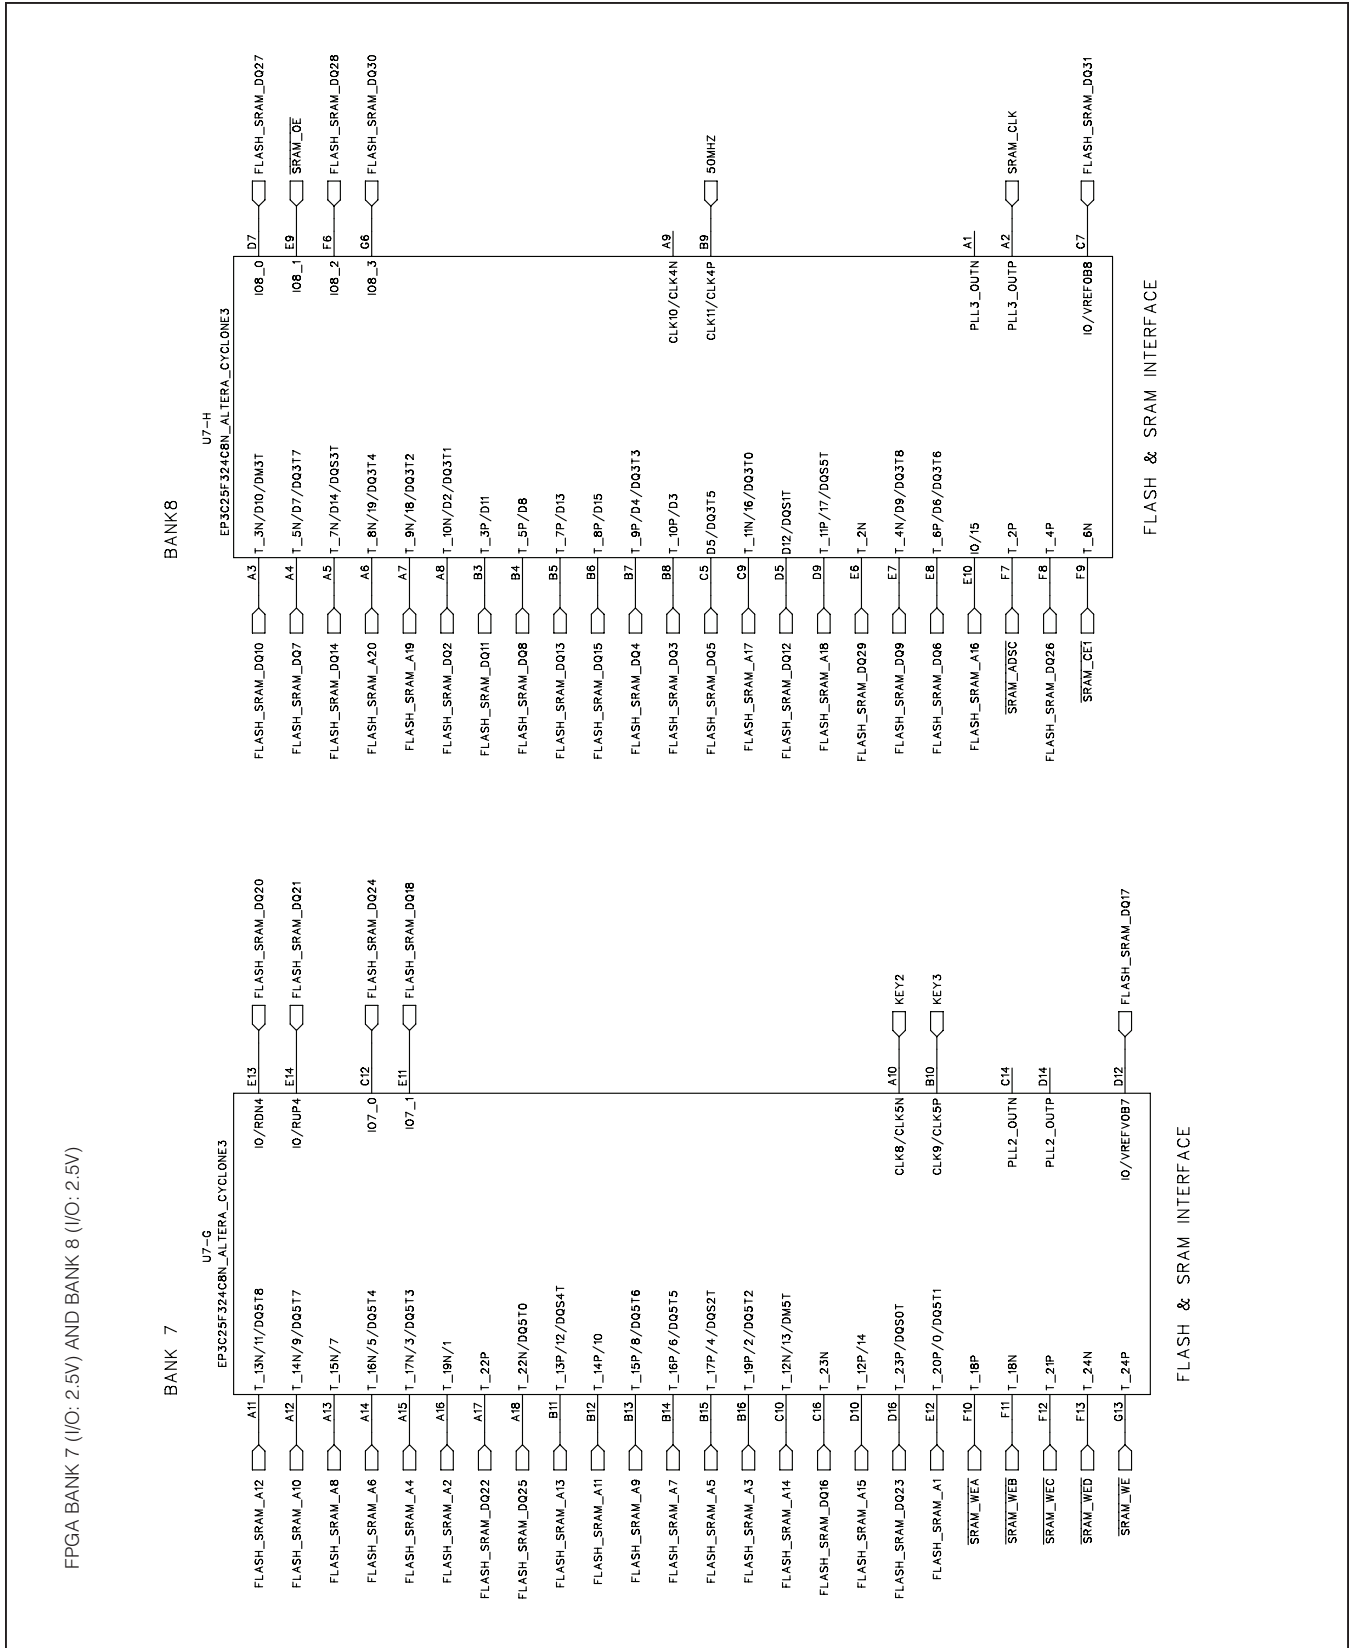 FPGA BANK 7 (I/O: 2.5V) AND BANK 8 (I/O: 2.5V)
BANK 7
U7-G
EP3C25F324C8N_ALTERA_CYCLONE3
FLASH_SRAM_A12 A11 T_13N/11/DQ5T8
FLASH_SRAM_A10 A12 T_14N/9/DQ5T7
FLASH_SRAM_A8 A13 T_15N/7
FLASH_SRAM_A6 A14 T_16N/5/DQ5T4
FLASH_SRAM_A4 A15 T_17N/3/DQ5T3
FLASH_SRAM_A2 A16 T_19N/1
FLASH_SRAM_DQ22 A17 T_22P
FLASH_SRAM_DQ25 A18 T_22N/DQ5T0
FLASH_SRAM_A13 B11 T_13P/12/DQS4T
FLASH_SRAM_A11 B12 T_14P/10
FLASH_SRAM_A9 B13 T_15P/8/DQ5T6
FLASH_SRAM_A7 B14 T_16P/6/DQ5T5
FLASH_SRAM_A5 B15 T_17P/4/DQS2T
FLASH_SRAM_A3 B16 T_19P/2/DQ5T2
FLASH_SRAM_A14 C10 T_12N/13/DM5T
FLASH_SRAM_DQ16 C16 T_23N
FLASH_SRAM_A15 D10 T_12P/14
FLASH_SRAM_DQ23 D16 T_23P/DQS0T
FLASH_SRAM_A1 E12 T_20P/0/DQ5T1
SRAM_WEA F10 T_18P
SRAM_WEB F11 T_18N
SRAM_WEC F12 T_21P
SRAM_WED F13 T_24N
SRAM_WE G13 T_24P
IO/RDN4 E13 FLASH_SRAM_DQ20
IO/RUP4 E14 FLASH_SRAM_DQ21
IO7_0 C12 FLASH_SRAM_DQ24
IO7_1 E11 FLASH_SRAM_DQ18
CLK8/CLK5N A10 KEY2
CLK9/CLK5P B10 KEY3
PLL2_OUTN C14
PLL2_OUTP D14
IO/VREFV0B7 D12 FLASH_SRAM_DQ17
FLASH & SRAM INTERFACE
BANK8
U7-H
EP3C25F324C8N_ALTERA_CYCLONE3
FLASH_SRAM_DQ10 A3 T_3N/D10/DM3T
FLASH_SRAM_DQ7 A4 T_5N/D7/DQ3T7
FLASH_SRAM_DQ14 A5 T_7N/D14/DQS3T
FLASH_SRAM_A20 A6 T_8N/19/DQ3T4
FLASH_SRAM_A19 A7 T_9N/18/DQ3T2
FLASH_SRAM_DQ2 A8 T_10N/D2/DQ3T1
FLASH_SRAM_DQ11 B3 T_3P/D11
FLASH_SRAM_DQ8 B4 T_5P/D8
FLASH_SRAM_DQ13 B5 T_7P/D13
FLASH_SRAM_DQ15 B6 T_8P/D15
FLASH_SRAM_DQ4 B7 T_9P/D4/DQ3T3
FLASH_SRAM_DQ3 B8 T_10P/D3
FLASH_SRAM_DQ5 C5 D5/DQ3T5
FLASH_SRAM_A17 C9 T_11N/16/DQ3T0
FLASH_SRAM_DQ12 D5 D12/DQS1T
FLASH_SRAM_A18 D9 T_11P/17/DQS5T
FLASH_SRAM_DQ29 E6 T_2N
FLASH_SRAM_DQ9 E7 T_4N/D9/DQ3T8
FLASH_SRAM_DQ6 E8 T_6P/D6/DQ3T6
FLASH_SRAM_A16 E10 IO/15
SRAM_ADSC F7 T_2P
FLASH_SRAM_DQ26 F8 T_4P
SRAM_CE1 F9 T_6N
IO8_0 D7 FLASH_SRAM_DQ27
IO8_1 E9 SRAM_OE
IO8_2 F6 FLASH_SRAM_DQ28
IO8_3 G6 FLASH_SRAM_DQ30
CLK10/CLK4N A9
CLK11/CLK4P B9 50MHZ
PLL3_OUTN A1
PLL3_OUTP A2 SRAM_CLK
IO/VREF0B8 C7 FLASH_SRAM_DQ31
FLASH & SRAM INTERFACE